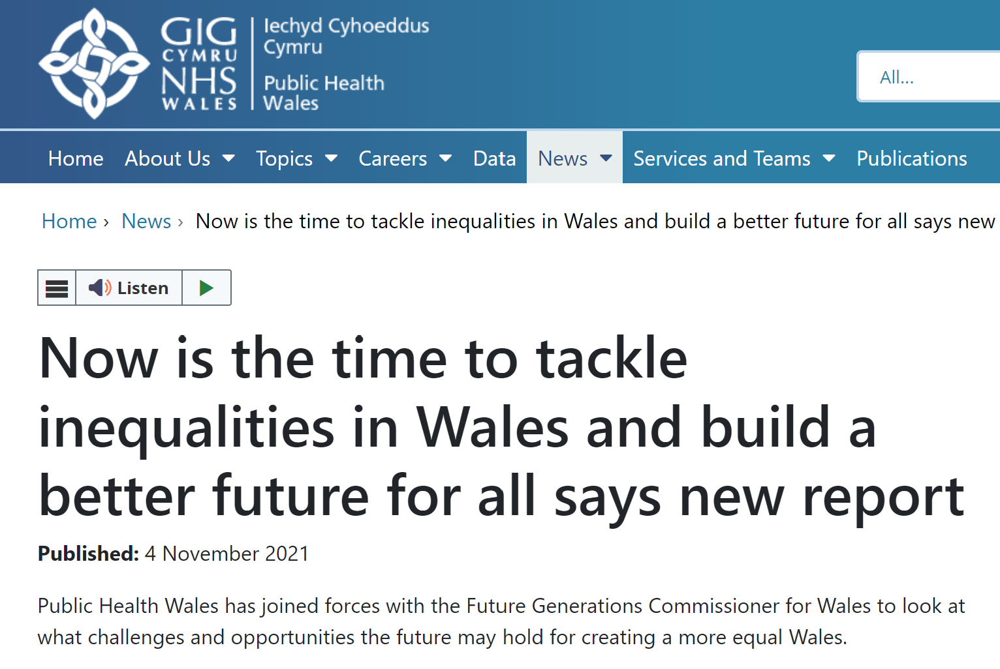 GIG
CYMRU
NHS
WALES
Iechyd Cyhoeddus
Cymru
Public Health
Wales
All...
Home About Us Topics Careers Data News Services and Teams Publications
Home › News › Now is the time to tackle inequalities in Wales and build a better future for all says new
Listen
Now is the time to tackle
inequalities in Wales and build a
better future for all says new report
Published: 4 November 2021
Public Health Wales has joined forces with the Future Generations Commissioner for Wales to look at
what challenges and opportunities the future may hold for creating a more equal Wales.